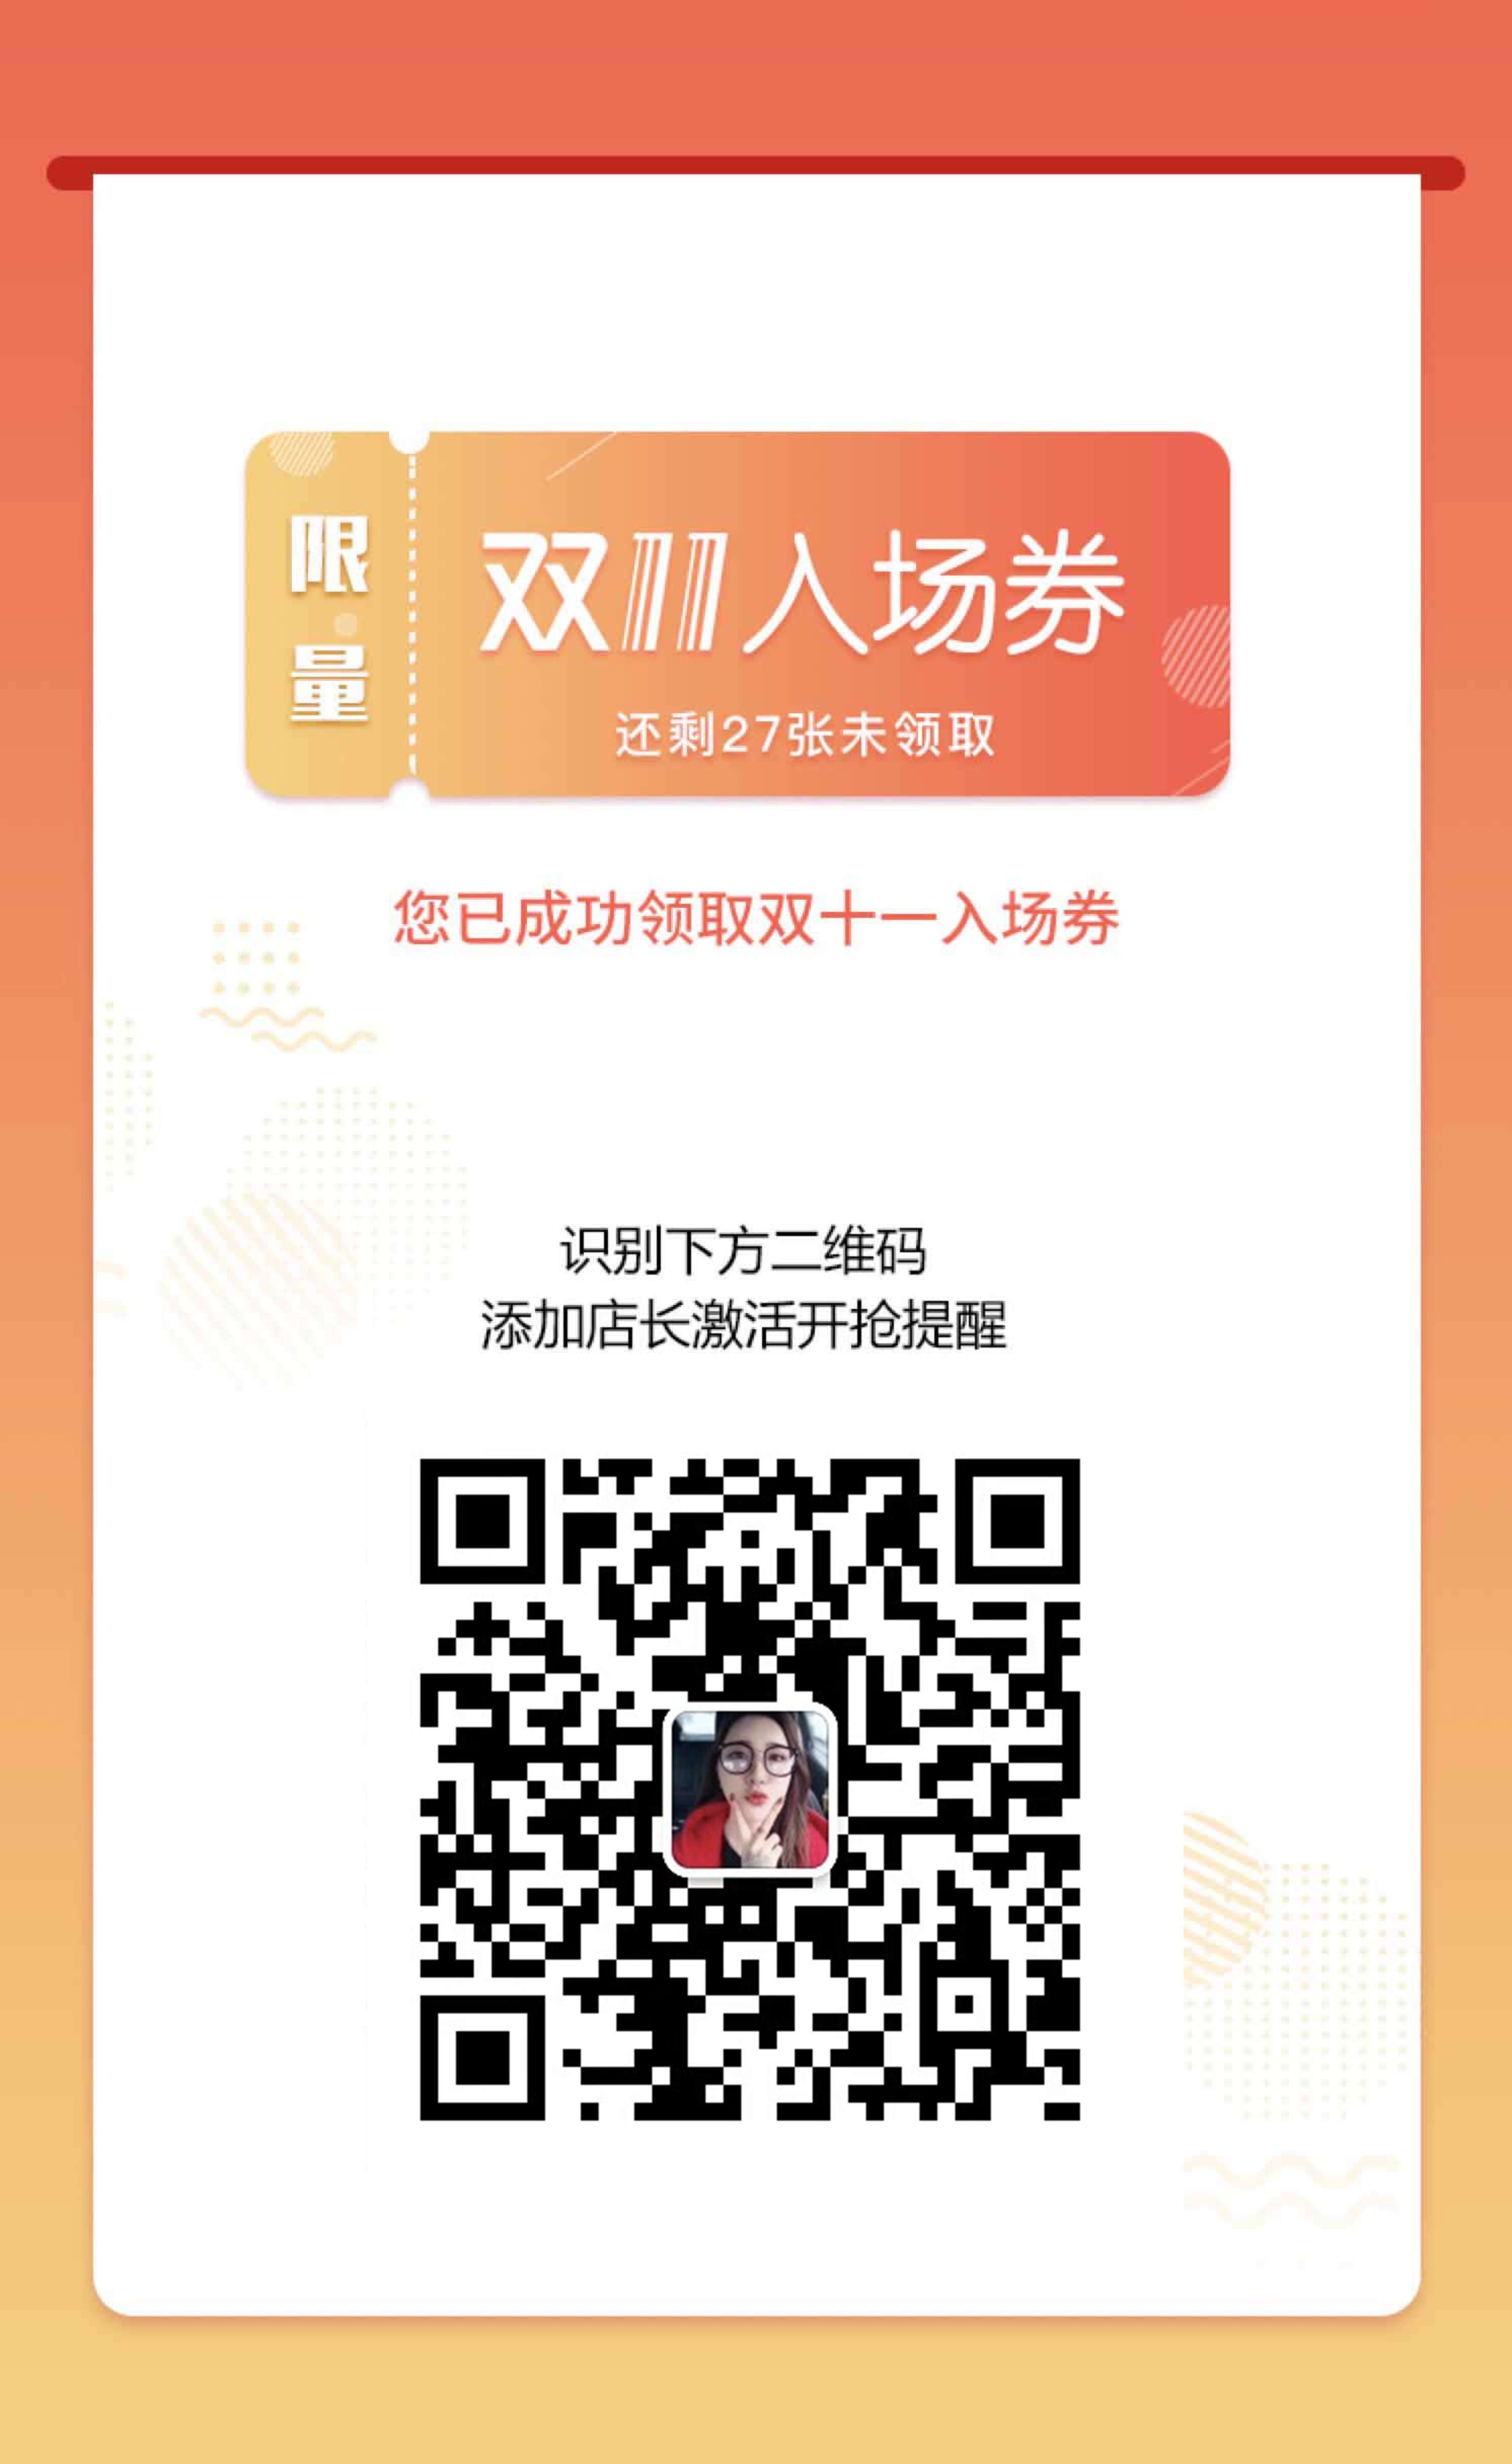 限量
双11入场券
还剩27张未领取
您已成功领取双十一入场券
识别下方二维码
添加店长激活开抢提醒